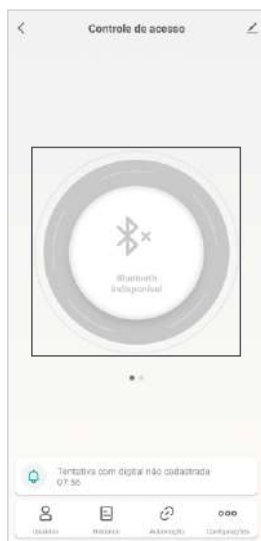 Controle de acesso
Bluetooth
indisponível
Tentativa com digital não cadastrada
07:56
Usuários
Histórico
Automação
Configurações